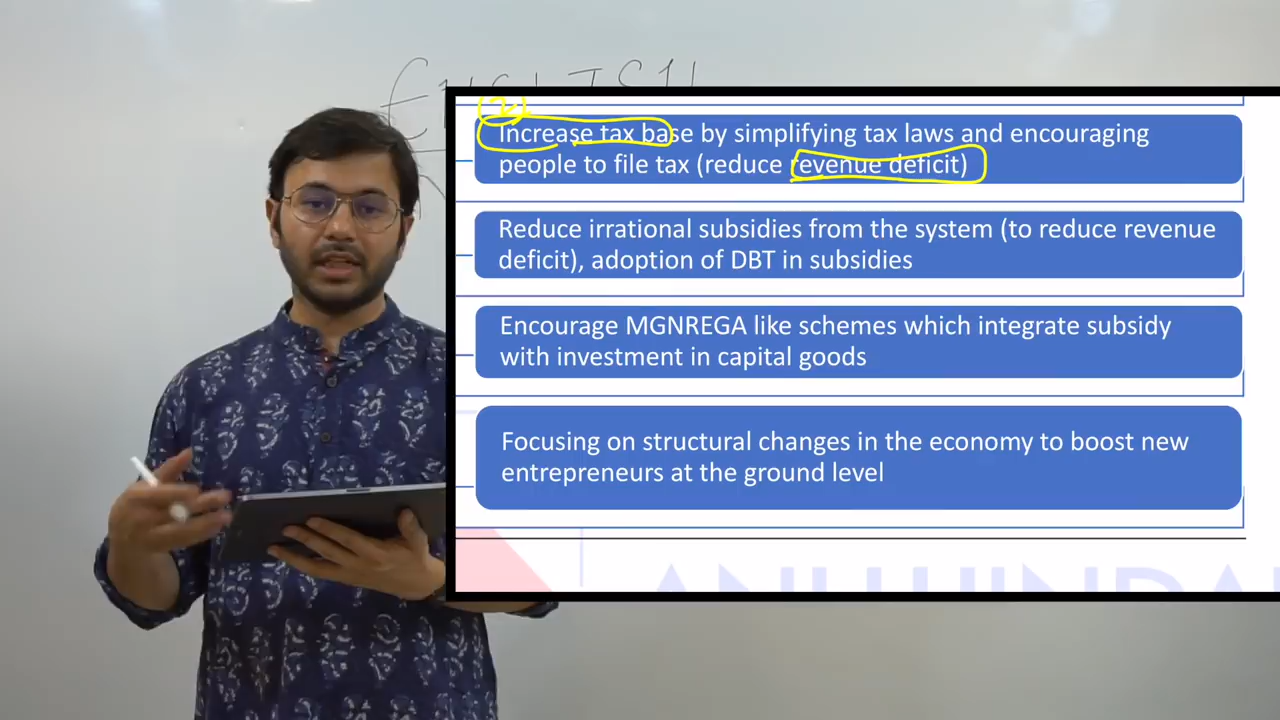 ENGLISH
2
Increase tax base by simplifying tax laws and encouraging
people to file tax (reduce revenue deficit)
Reduce irrational subsidies from the system (to reduce revenue
deficit), adoption of DBT in subsidies
Encourage MGNREGA like schemes which integrate subsidy
with investment in capital goods
Focusing on structural changes in the economy to boost new
entrepreneurs at the ground level